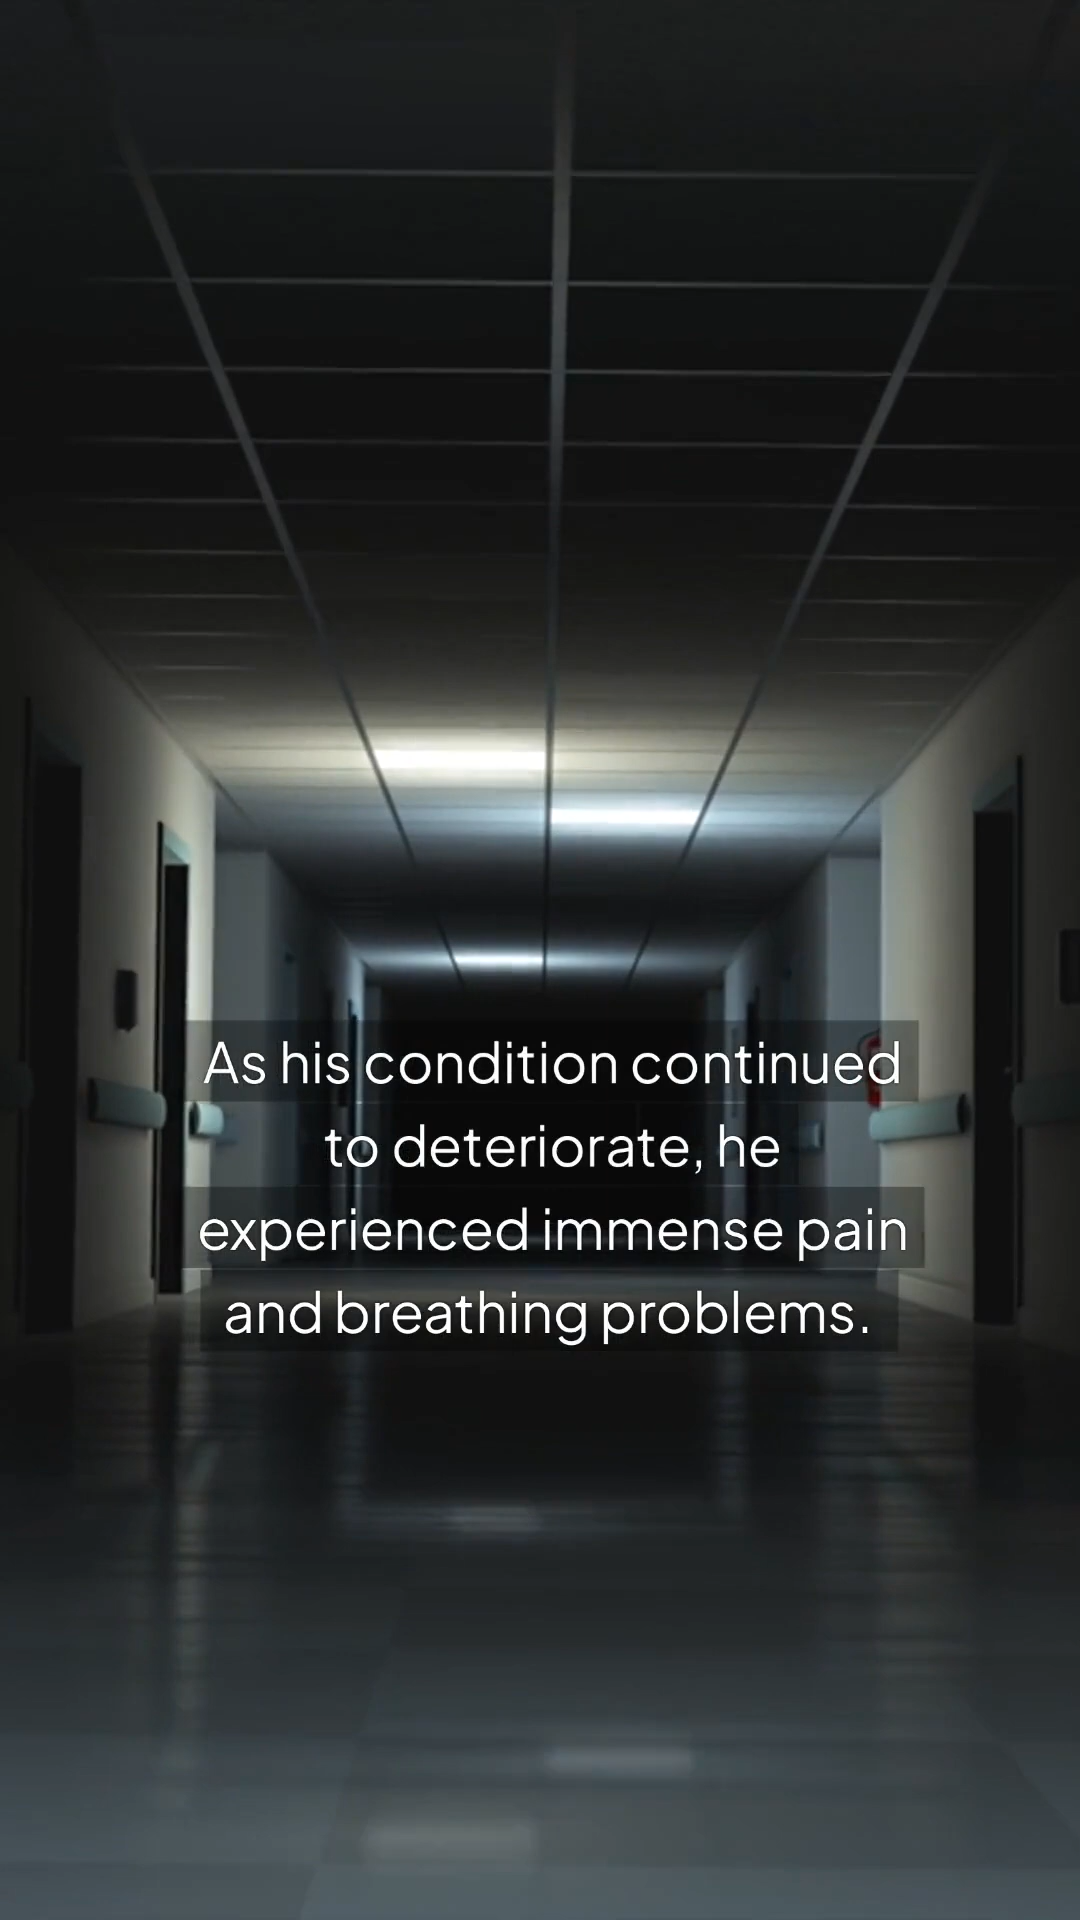 As his condition continued
to deteriorate, he
experienced immense pain
and breathing problems.